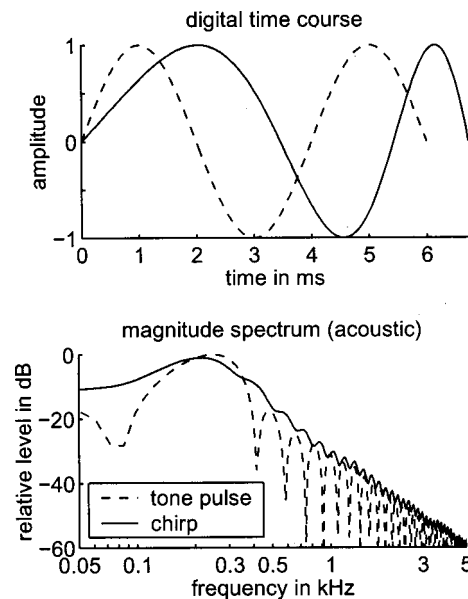 digital time course
amplitude
1
0
−1
0 1 2 3 4 5 6
time in ms
magnitude spectrum (acoustic)
relative level in dB
0
−20
−40
−60
tone pulse
chirp
0.05 0.1 0.3 0.5 1 3 5
frequency in kHz